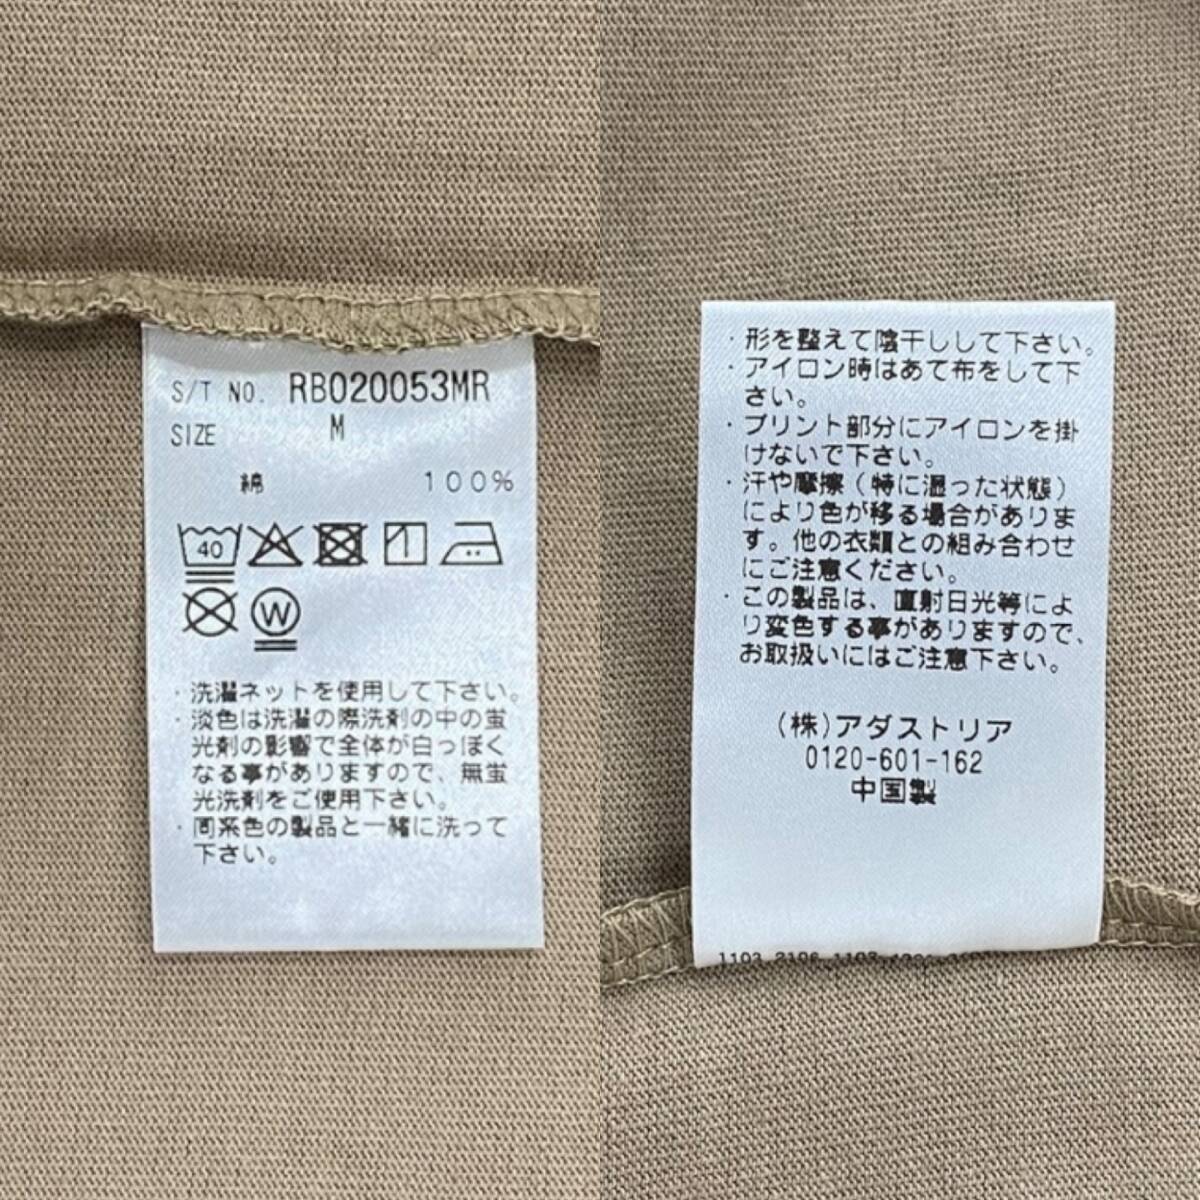 S/T NO. RB020053MR
SIZE M
綿 100%
40
W
・洗濯ネットを使用して下さい。
・淡色は洗濯の際洗剤の中の蛍
光剤の影響で全体が白っぽく
なる事がありますので、無蛍
光洗剤をご使用下さい。
・同系色の製品と一緒に洗って
下さい。
・形を整えて陰干しして下さい。
・アイロン時はあて布をして下
さい。
・プリント部分にアイロンを掛
けないで下さい。
・汗や摩擦(特に湿った状態)
により色が移る場合がありま
す。他の衣類との組み合わせ
にご注意ください。
・この製品は、直射日光等によ
り変色する事がありますので、
お取扱いにはご注意下さい。
(株)アダストリア
0120-601-162
中国製